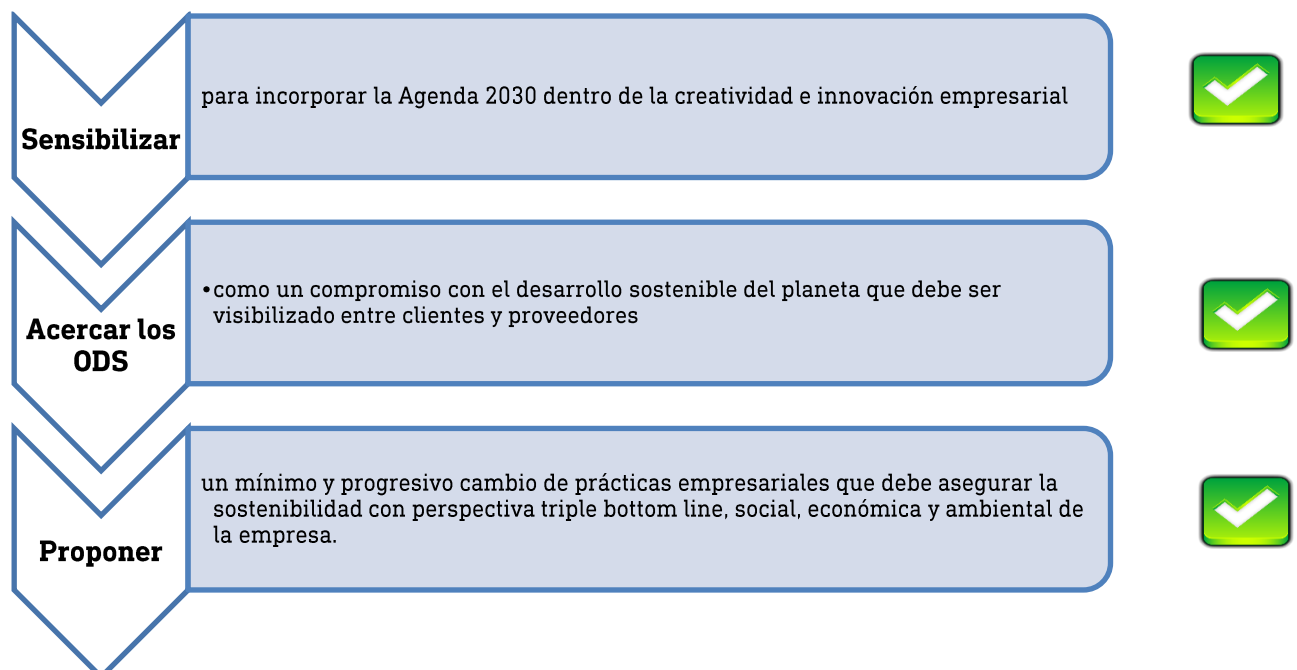 Sensibilizar
para incorporar la Agenda 2030 dentro de la creatividad e innovación empresarial
Acercar los
ODS
•como un compromiso con el desarrollo sostenible del planeta que debe ser
visibilizado entre clientes y proveedores
Proponer
un mínimo y progresivo cambio de prácticas empresariales que debe asegurar la
sostenibilidad con perspectiva triple bottom line, social, económica y ambiental de
la empresa.